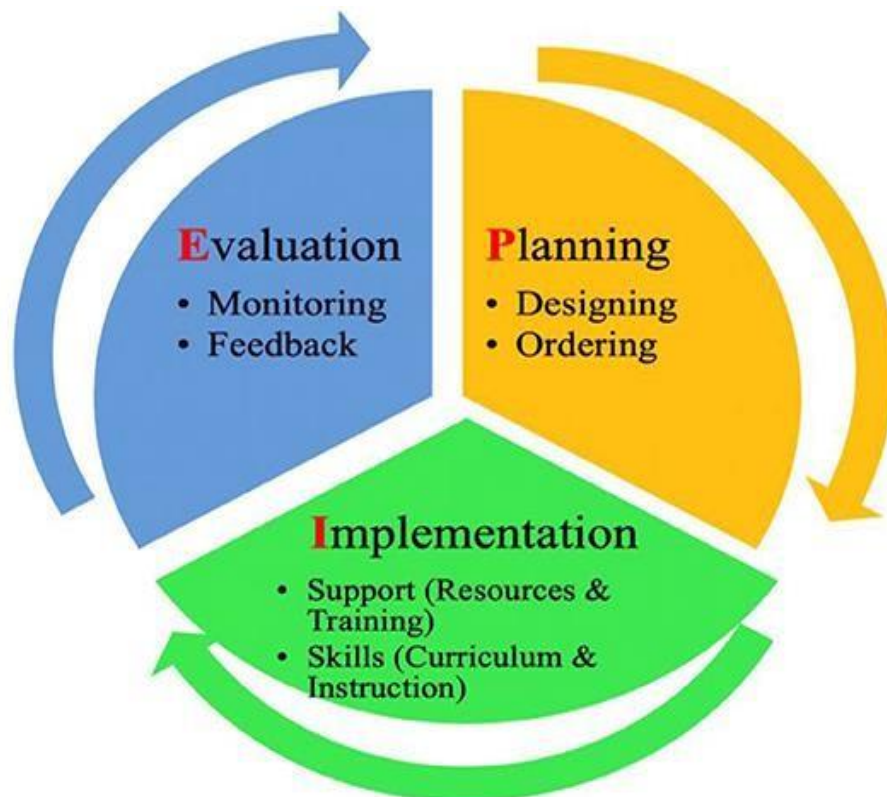 Evaluation
• Monitoring
• Feedback
Planning
• Designing
• Ordering
Implementation
• Support (Resources &
Training)
• Skills (Curriculum &
Instruction)